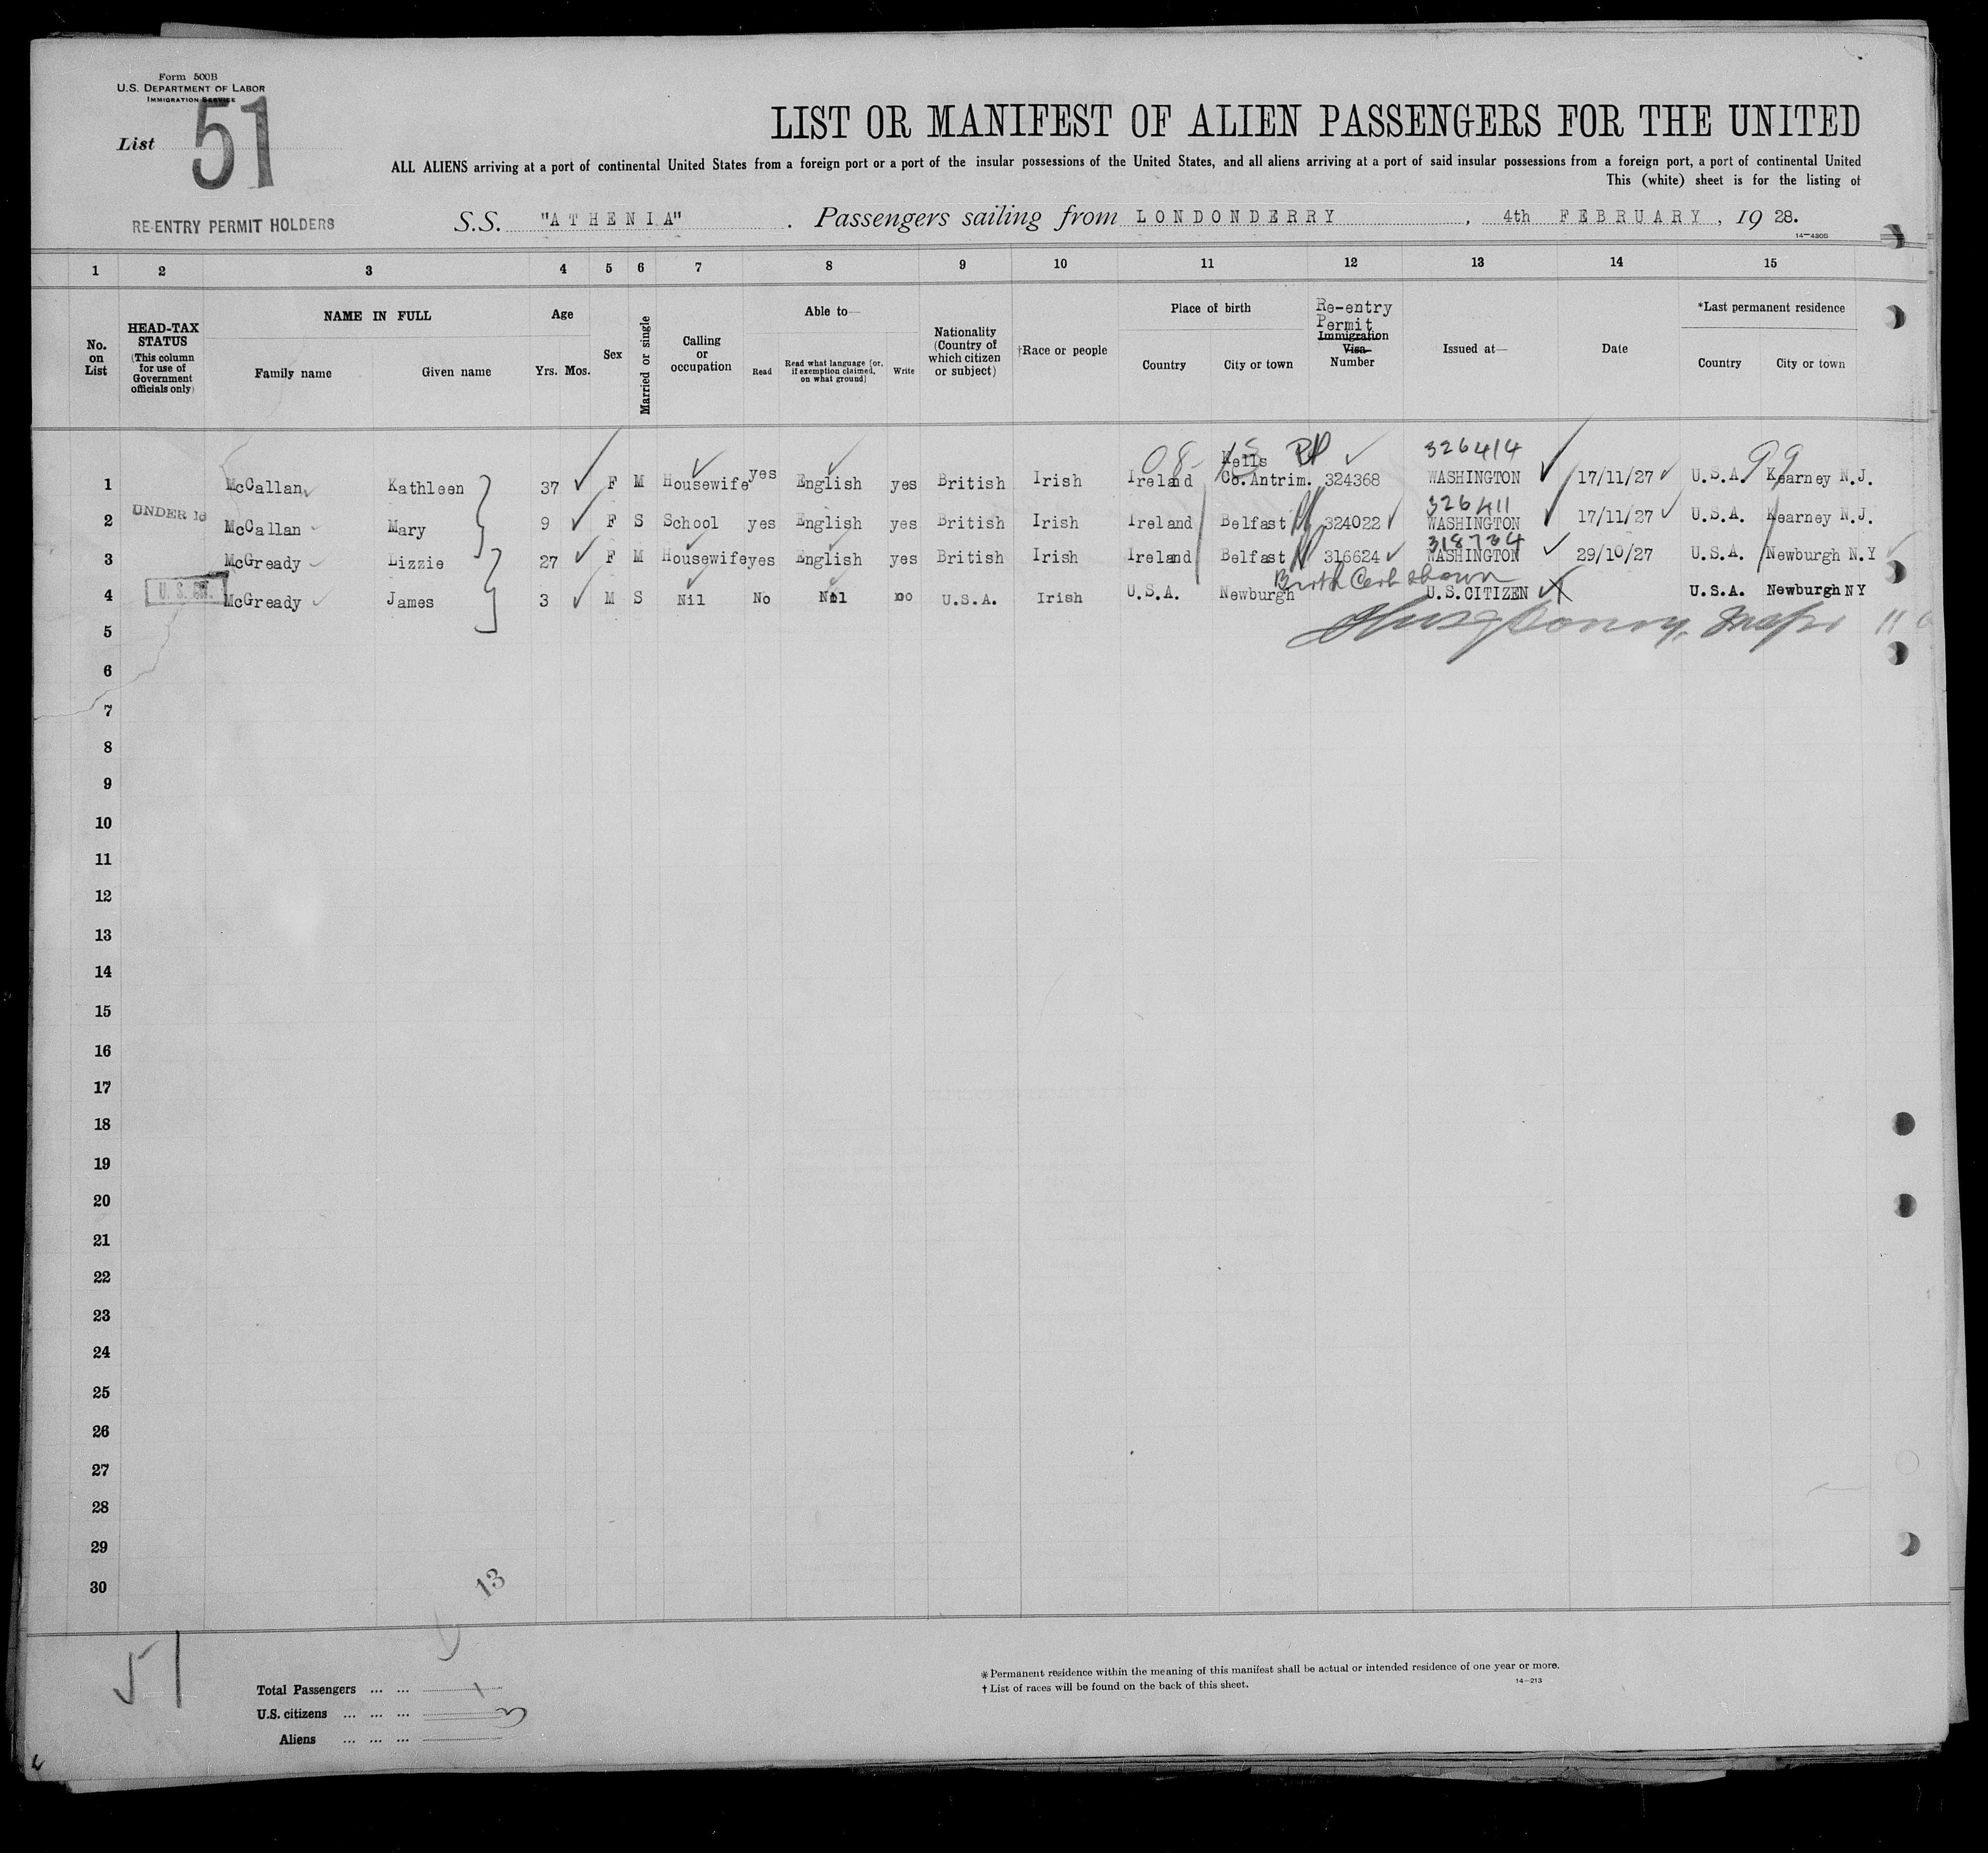 Form 500B
U.S. DEPARTMENT OF LABOR
IMMIGRATION SERVICE
List 51
LIST OR MANIFEST OF ALIEN PASSENGERS FOR THE UNITED
ALL ALIENS arriving at a port of continental United States from a foreign port or a port of the insular possessions of the United States, and all aliens arriving at a port of said insular possessions from a foreign port, a port of continental United
This (white) sheet is for the listing of
RE-ENTRY PERMIT HOLDERS
S.S. "ATHENIA". Passengers sailing from LONDONDERRY, 4th FEBRUARY, 1928.
14—430B
1 2 3 4 5 6 7 8 9 10 11 12 13 14 15
No. on List
HEAD-TAX STATUS (This column for use of Government officials only)
NAME IN FULL
Family name Given name
Age
Yrs. Mos.
Sex
Married or single
Calling or occupation
Able to—
Read Read what language (or, if exemption claimed, on what ground) Write
Nationality (Country of which citizen or subject)
†Race or people
Place of birth
Country City or town
Re-entry Permit
Immigration Visa Number
Issued at—
Date
*Last permanent residence
Country City or town
08- Kells PP 326414 99
1 McCallan Kathleen 37 F M Housewife yes English yes British Irish Ireland Co.Antrim. 324368 WASHINGTON 17/11/27 U.S.A. Kearney N.J.
326411
2 UNDER 16 McCallan Mary 9 F S School yes English yes British Irish Ireland Belfast 324022 WASHINGTON 17/11/27 U.S.A. Kearney N.J.
318734
3 McGready Lizzie 27 F M Housewife yes English yes British Irish Ireland Belfast 316624 WASHINGTON 29/10/27 U.S.A. Newburgh N.Y
Birth Cert shown
4 U.S.CIT. McGready James 3 M S Nil No Nil no U.S.A. Irish U.S.A. Newburgh U.S.CITIZEN U.S.A. Newburgh NY
5
6
7
8
9
10
11
12
13
14
15
16
17
18
19
20
21
22
23
24
25
26
27
28
29
30
13
51
Total Passengers ... ...
U.S. citizens ... ... ... 1
Aliens ... ... ... 3
* Permanent residence within the meaning of this manifest shall be actual or intended residence of one year or more.
† List of races will be found on the back of this sheet.
14—213